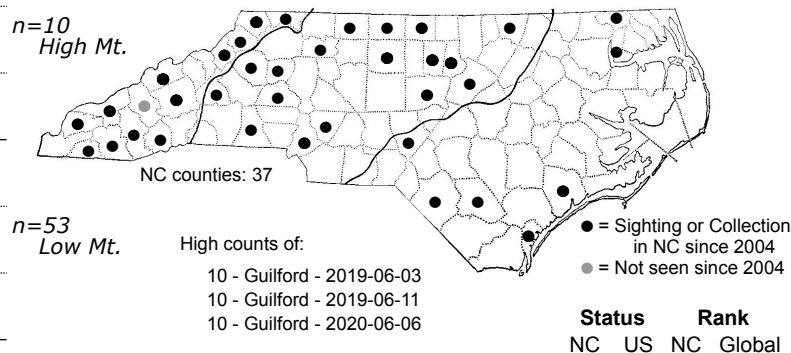 n=10
High Mt.
NC counties: 37
n=53
Low Mt.
High counts of:
10 - Guilford - 2019-06-03
10 - Guilford - 2019-06-11
10 - Guilford - 2020-06-06
= Sighting or Collection
in NC since 2004
= Not seen since 2004
Status Rank
NC US NC Global